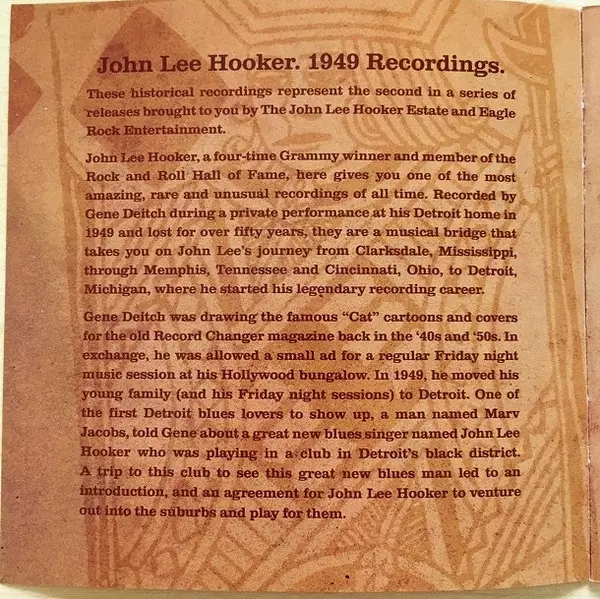 John Lee Hooker. 1949 Recordings.
These historical recordings represent the second in a series of
releases brought to you by The John Lee Hooker Estate and Eagle
Rock Entertainment.
John Lee Hooker, a four-time Grammy winner and member of the
Rock and Roll Hall of Fame, here gives you one of the most
amazing, rare and unusual recordings of all time. Recorded by
Gene Deitch during a private performance at his Detroit home in
1949 and lost for over fifty years, they are a musical bridge that
takes you on John Lee's journey from Clarksdale, Mississippi,
through Memphis, Tennessee and Cincinnati, Ohio, to Detroit,
Michigan, where he started his legendary recording career.
Gene Deitch was drawing the famous “Cat” cartoons and covers
for the old Record Changer magazine back in the ‘40s and ‘50s. In
exchange, he was allowed a small ad for a regular Friday night
music session at his Hollywood bungalow. In 1949, he moved his
young family (and his Friday night sessions) to Detroit. One of
the first Detroit blues lovers to show up, a man named Marv
Jacobs, told Gene about a great new blues singer named John Lee
Hooker who was playing in a club in Detroit's black district.
A trip to this club to see this great new blues man led to an
introduction, and an agreement for John Lee Hooker to venture
out into the suburbs and play for them.